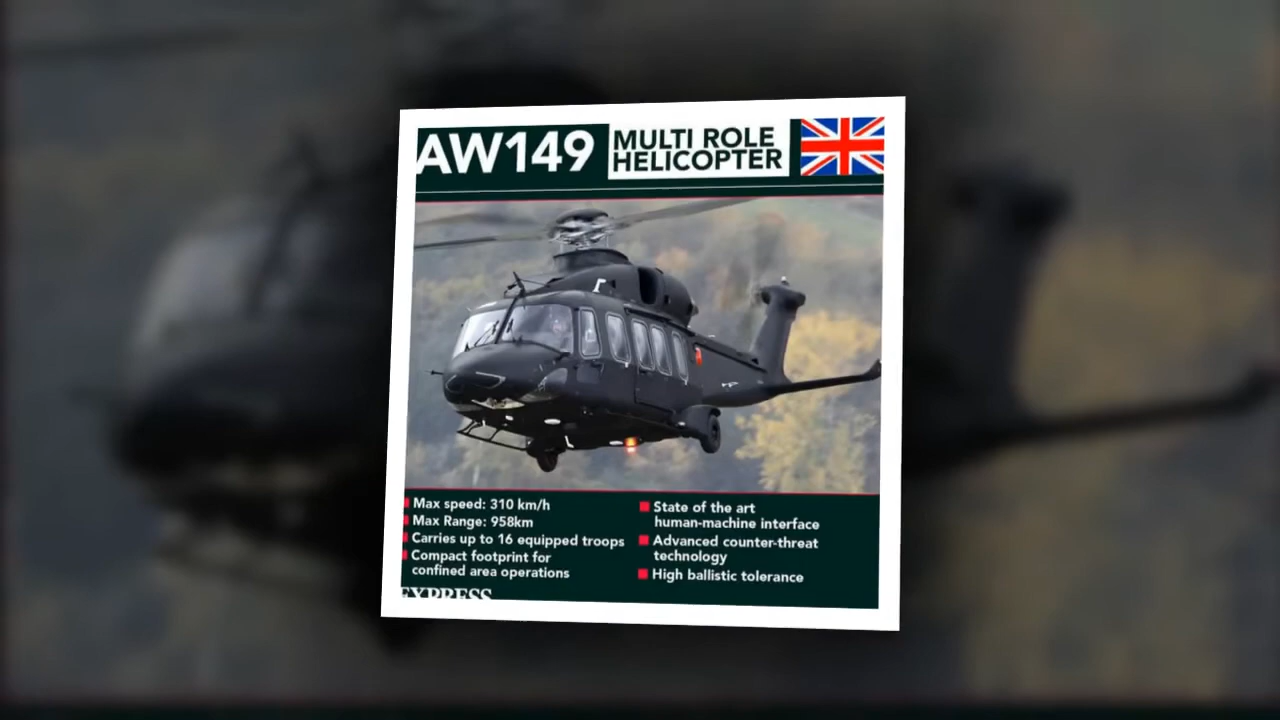 AW149
MULTI ROLE
HELICOPTER
Max speed: 310 km/h
Max Range: 958km
Carries up to 16 equipped troops
Compact footprint for
confined area operations
State of the art
human-machine interface
Advanced counter-threat
technology
High ballistic tolerance
EXPRESS